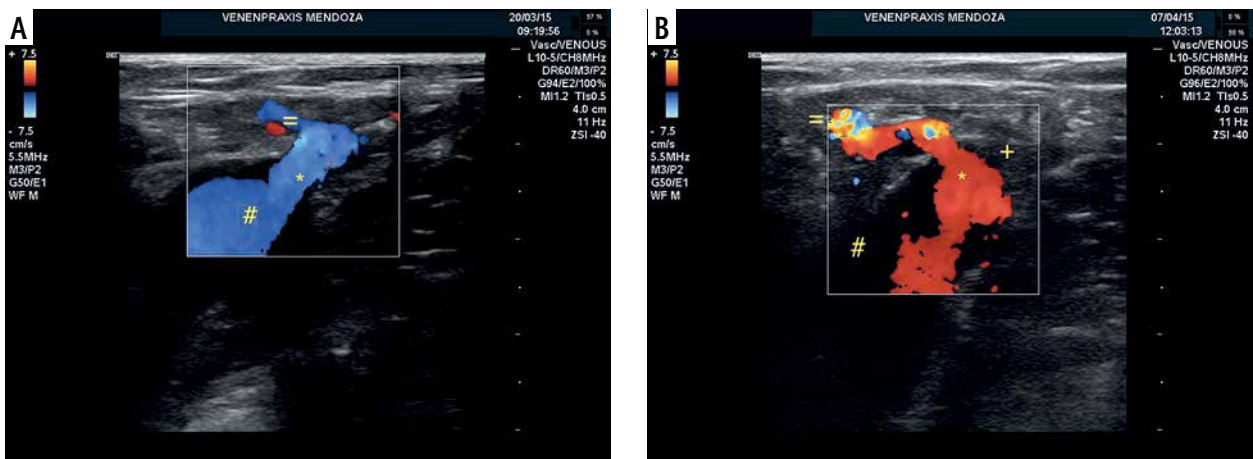 A
VENENPRAXIS MENDOZA
20/03/15
57 %
09:19:56
0 %
+ 7.5
- 7.5
cm/s
5.5MHz
M3/P2
G50/E1
WF M
Vasc/VENOUS
L10-5/CH8MHz
DR60/M3/P2
G94/E2/100%
MI1.2 TIs0.5
4.0 cm
11 Hz
ZSI -40
=
*
#
B
VENENPRAXIS MENDOZA
07/04/15
0 %
12:03:13
98 %
+ 7.5
- 7.5
cm/s
5.5MHz
M3/P2
G50/E1
WF M
Vasc/VENOUS
L10-5/CH8MHz
DR60/M3/P2
G96/E2/100%
MI1.2 TIs0.5
4.0 cm
11 Hz
ZSI -40
=
+
*
#